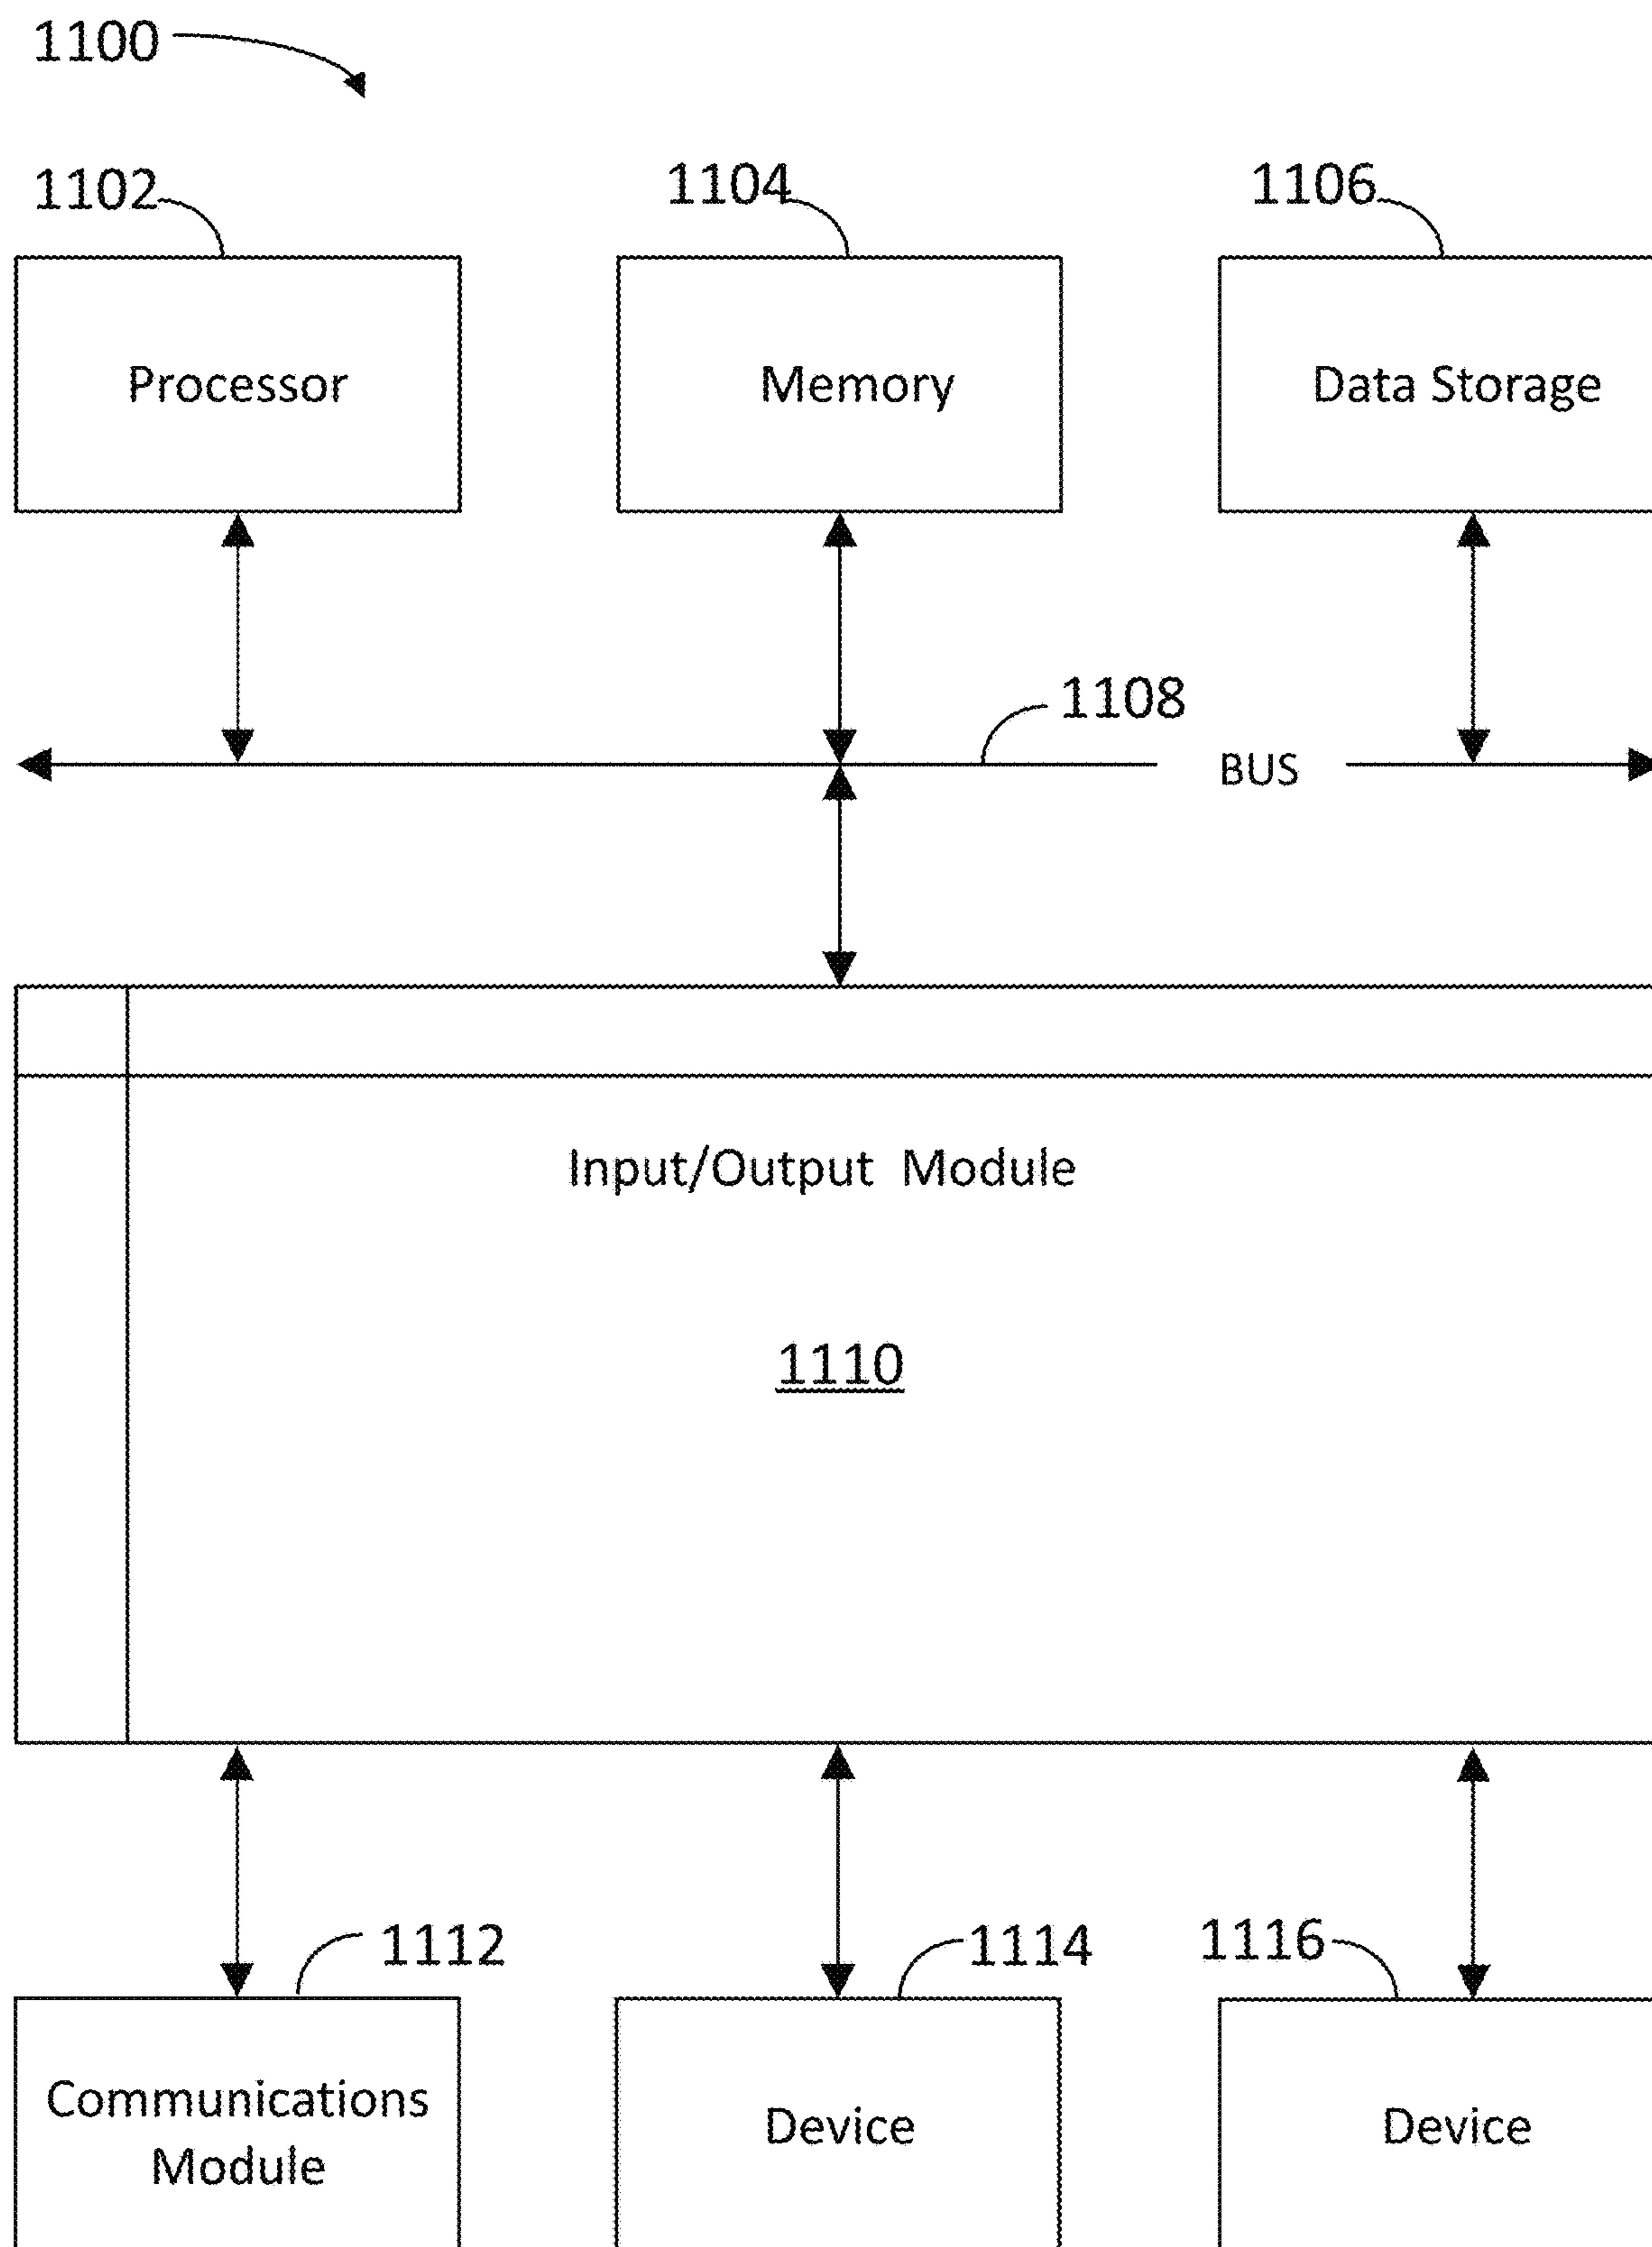 1100
1102
1104
1106
Processor
Memory
Data Storage
1108
BUS
Input/Output Module
1110
1112
1114
1116
Communications
Module
Device
Device